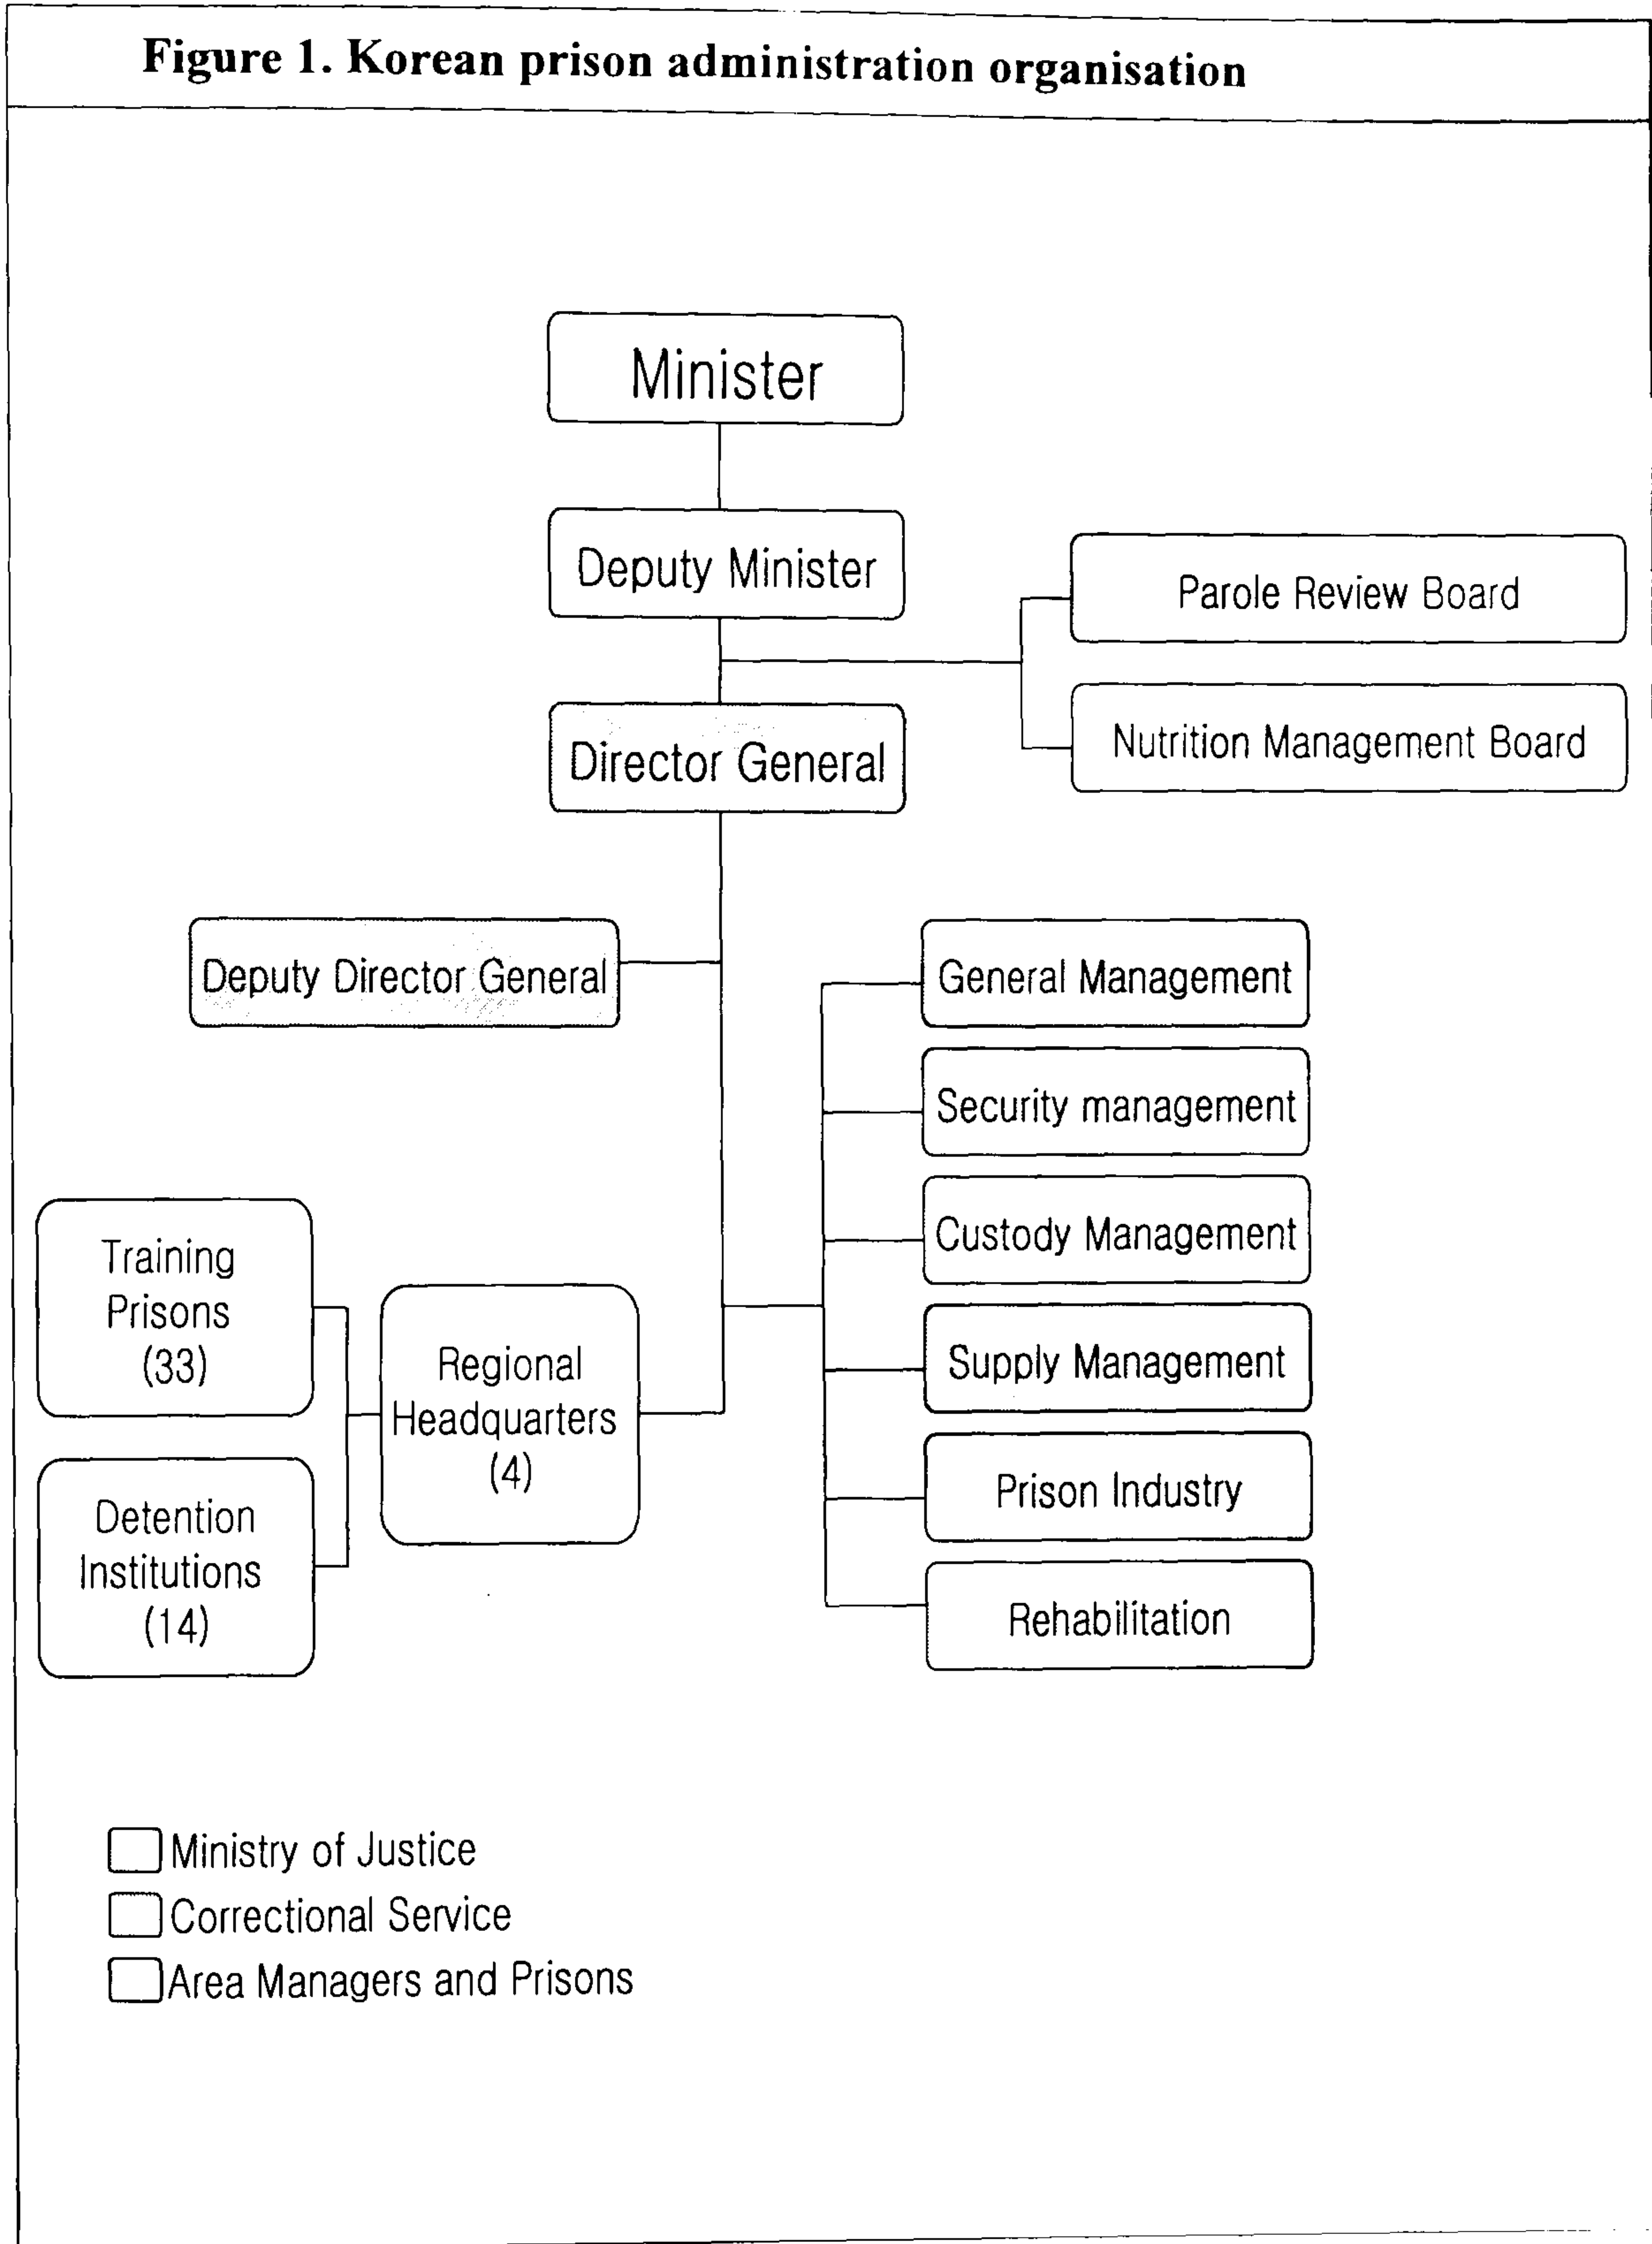 Figure 1. Korean prison administration organisation
Minister
Deputy Minister
Parole Review Board
Nutrition Management Board
Director General
Deputy Director General
General Management
Security management
Custody Management
Supply Management
Prison Industry
Rehabilitation
Training
Prisons
(33)
Regional
Headquarters
(4)
Detention
Institutions
(14)
Ministry of Justice
Correctional Service
Area Managers and Prisons